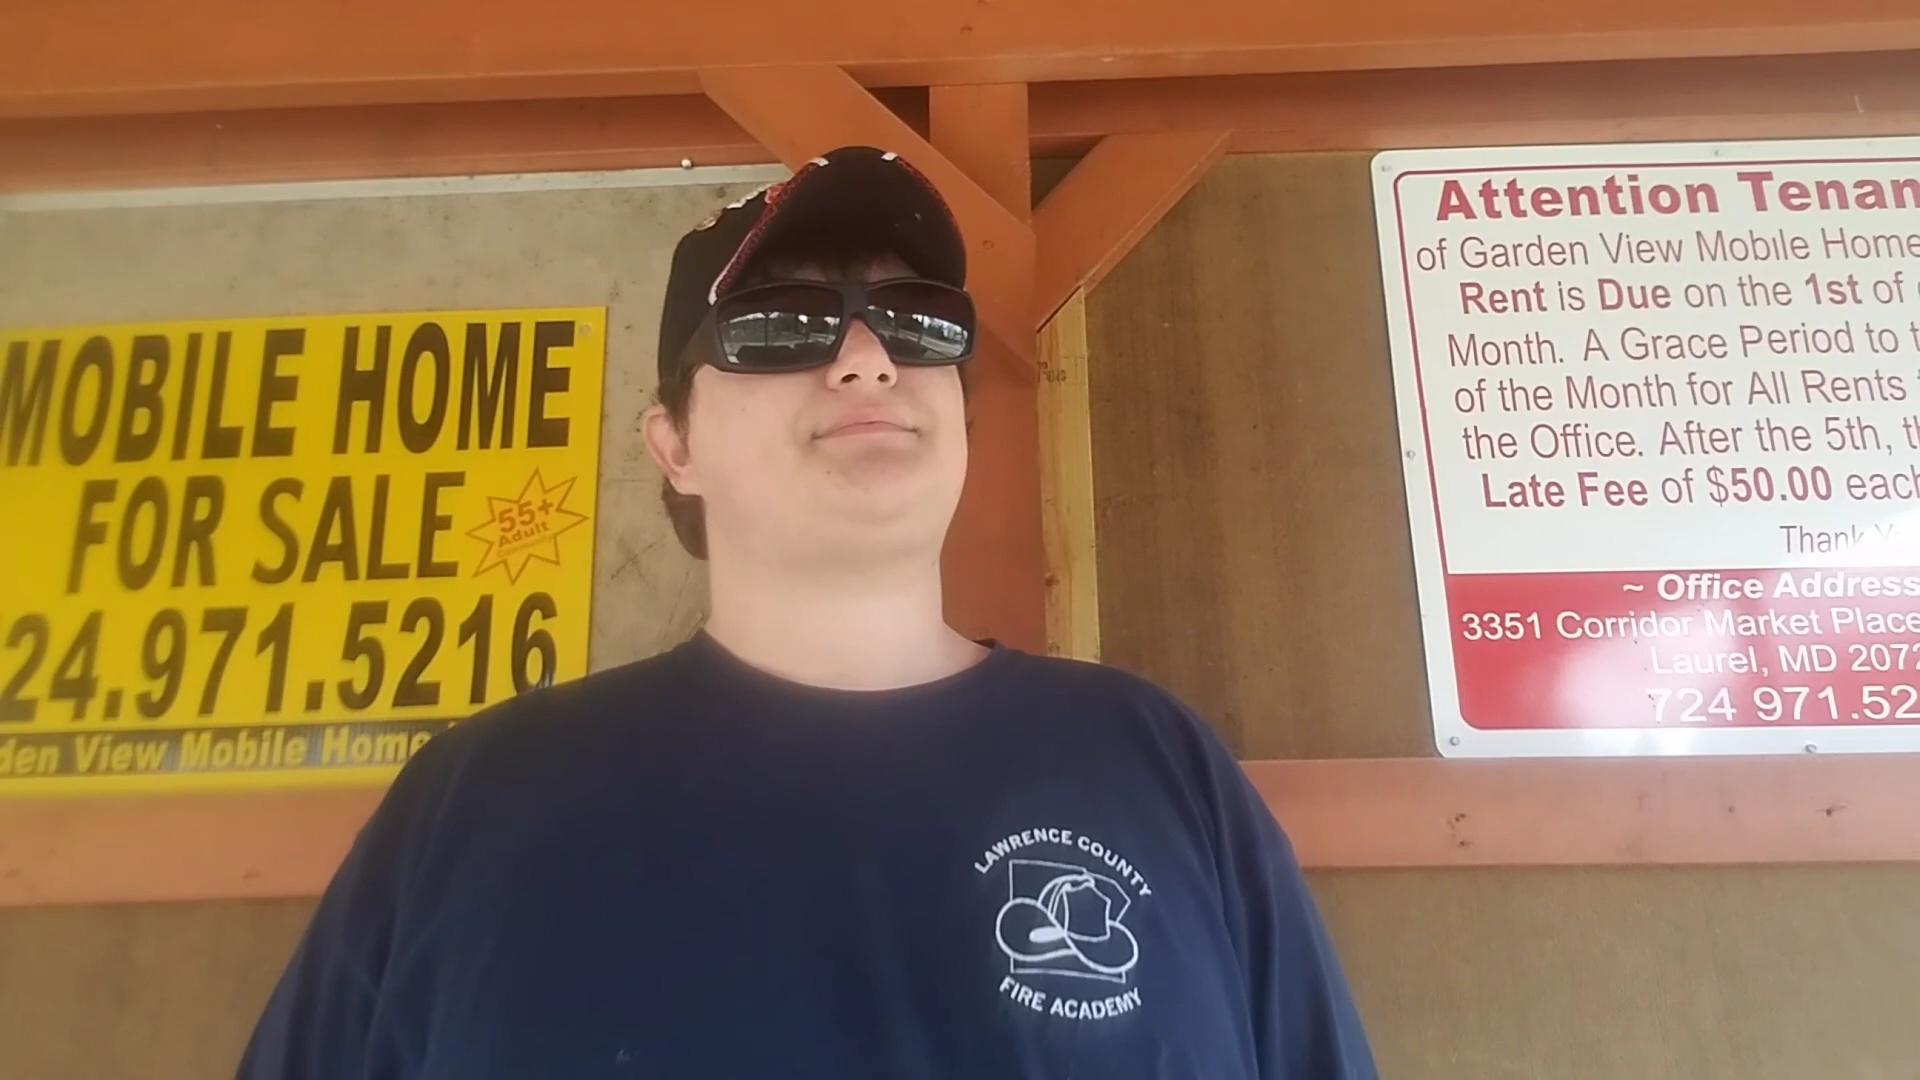 MOBILE HOME
FOR SALE
55+
Adult
24.971.5216
den View Mobile Home
Attention Tenan
of Garden View Mobile Home
Rent is Due on the 1st of
Month. A Grace Period to t
of the Month for All Rents
the Office. After the 5th, th
Late Fee of $50.00 each
Thank
~ Office Address
3351 Corridor Market Place
Laurel, MD 2072
724 971.52
LAWRENCE COUNTY
FIRE ACADEMY